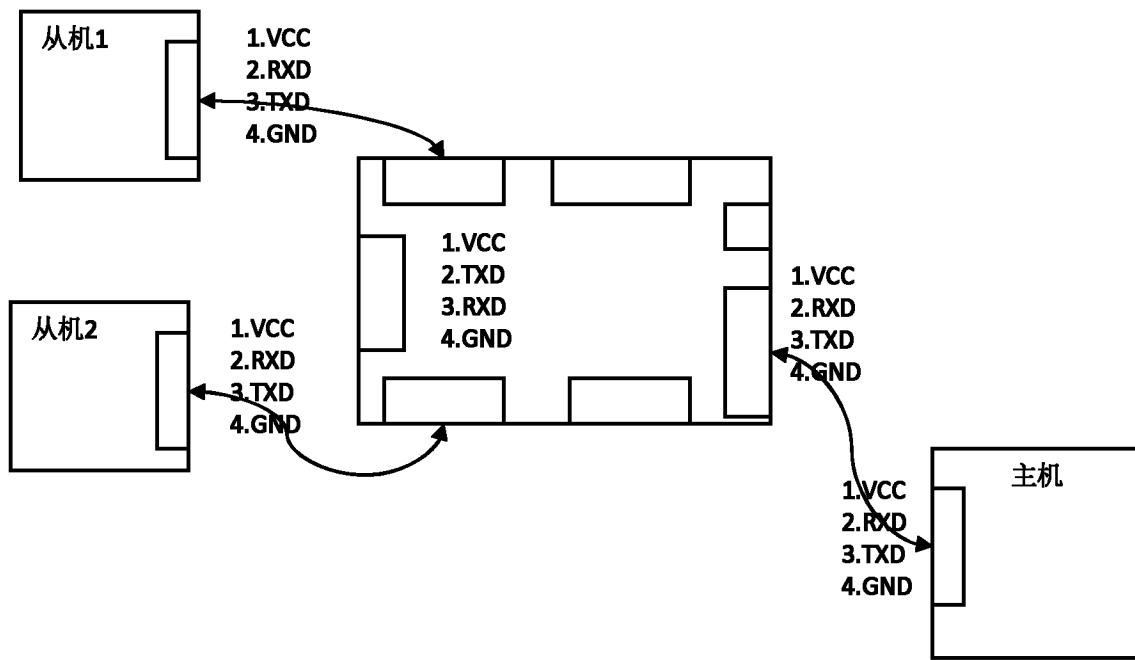 从机1
1.VCC
2.RXD
3.TXD
4.GND
1.VCC
2.TXD
3.RXD
4.GND
从机2
1.VCC
2.RXD
3.TXD
4.GND
1.VCC
2.RXD
3.TXD
4.GND
主机
1.VCC
2.RXD
3.TXD
4.GND